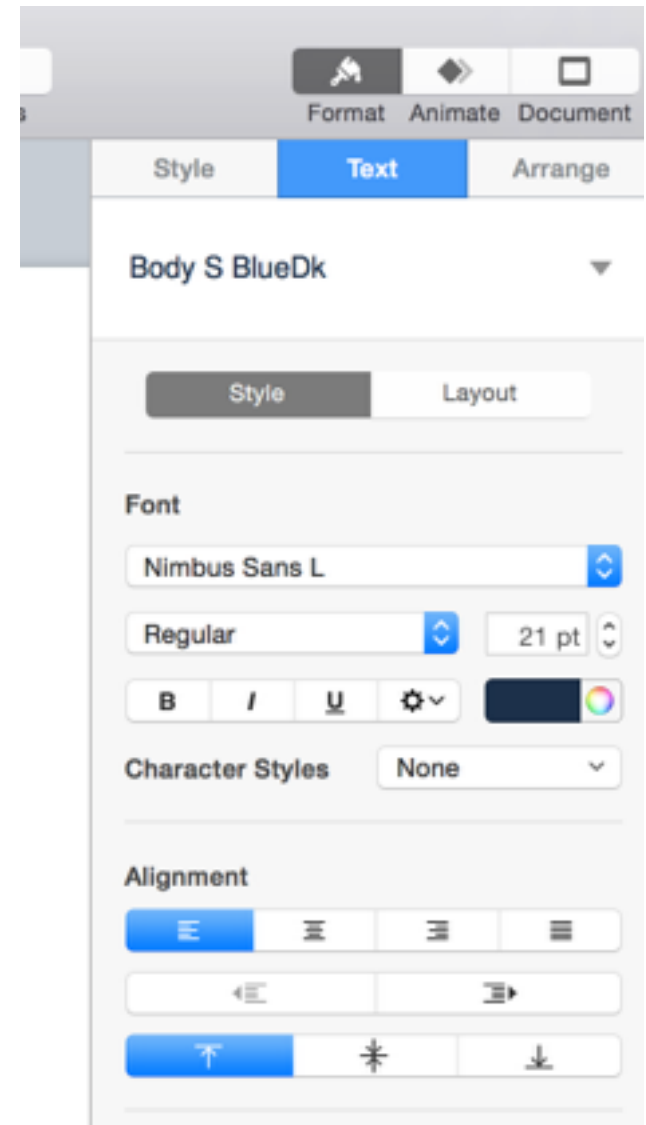 Format Animate Document
Style Text Arrange
Body S BlueDk
Style Layout
Font
Nimbus Sans L
Regular 21 pt
B I U
Character Styles None
Alignment